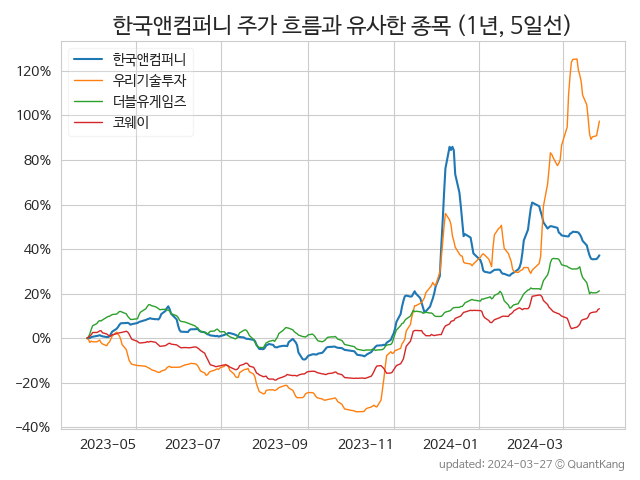 한국앤컴퍼니 주가 흐름과 유사한 종목 (1년, 5일선)
한국앤컴퍼니
우리기술투자
더블유게임즈
코웨이
120%
100%
80%
60%
40%
20%
0%
−20%
−40%
2023-05 2023-07 2023-09 2023-11 2024-01 2024-03
updated: 2024-03-27 © QuantKang